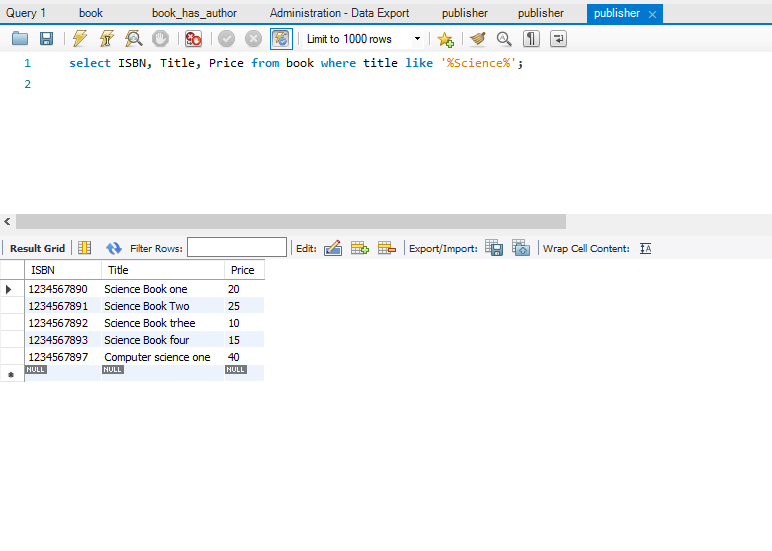 Query 1 book book_has_author Administration - Data Export publisher publisher publisher
Limit to 1000 rows
1 select ISBN, Title, Price from book where title like '%Science%';
2
Result Grid Filter Rows: Edit: Export/Import: Wrap Cell Content:
ISBN Title Price
1234567890 Science Book one 20
1234567891 Science Book Two 25
1234567892 Science Book trhee 10
1234567893 Science Book four 15
1234567897 Computer science one 40
NULL NULL NULL